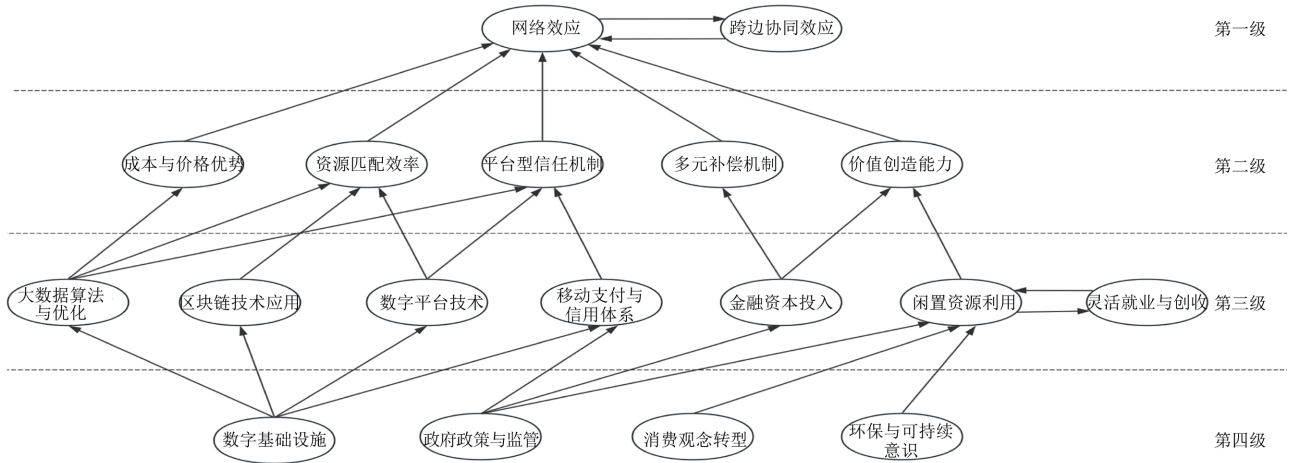 网络效应
跨边协同效应
第一级
成本与价格优势
资源匹配效率
平台型信任机制
多元补偿机制
价值创造能力
第二级
大数据算法
与优化
区块链技术应用
数字平台技术
移动支付与
信用体系
金融资本投入
闲置资源利用
灵活就业与创收
第三级
数字基础设施
政府政策与监管
消费观念转型
环保与可持续
意识
第四级